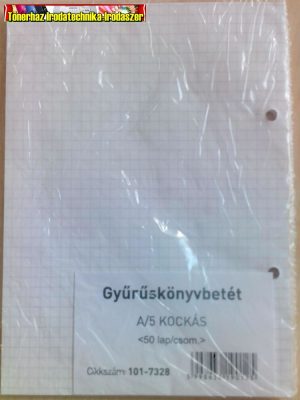 Tonerhaz Irodatechnika-Irodaszer
Gyűrűskönyvbetét
A/5 KOCKÁS
<50 lap/csom.>
Cikkszám: 101-7328